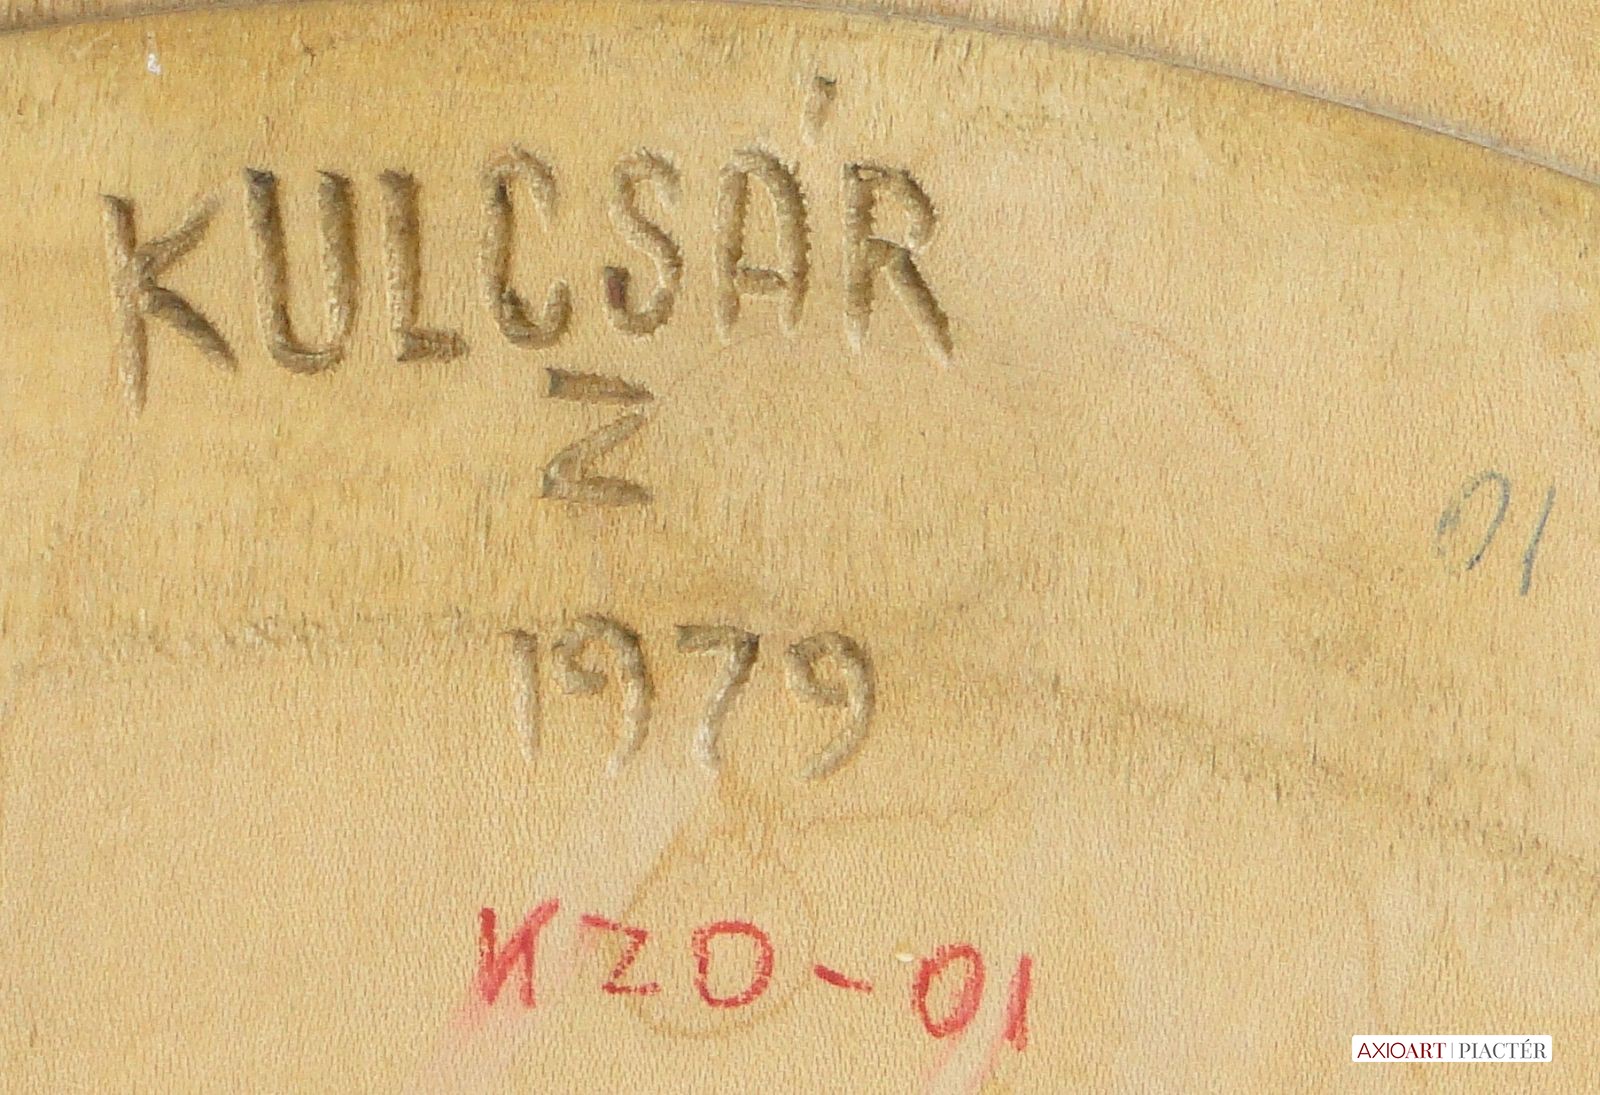 KULCSÁR
Z
01
1979
KZO-01
AXIOART | PIACTÉR